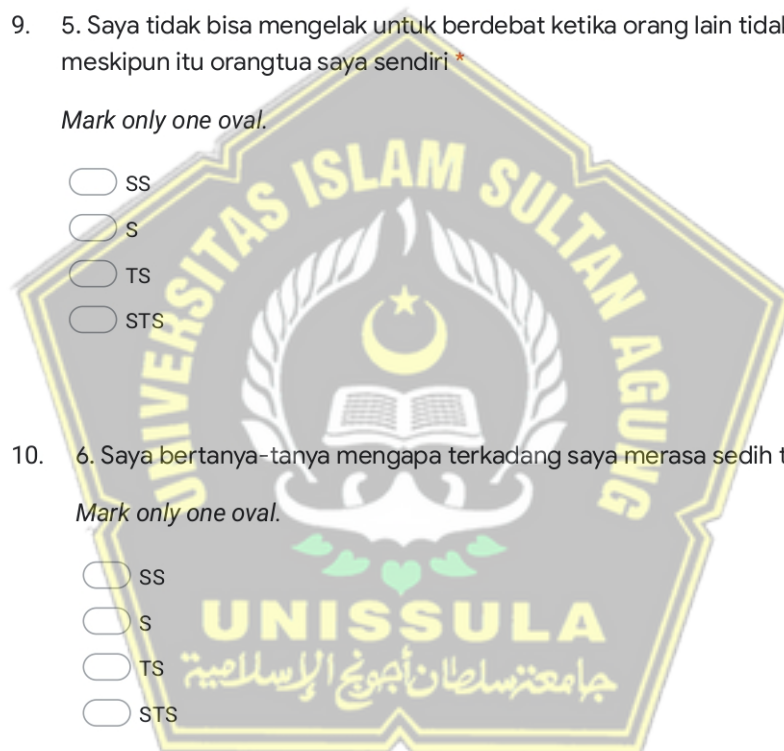 9. 5. Saya tidak bisa mengelak untuk berdebat ketika orang lain
meskipun itu orangtua saya sendiri *
Mark only one oval.
SS
S
TS
STS
UNIVERSITAS ISLAM SULTAN AGUNG
10. 6. Saya bertanya-tanya mengapa terkadang saya merasa sedih
Mark only one oval.
SS
S
TS
STS
UNISSULA
جامعة سلطان أجونج الإسلامية